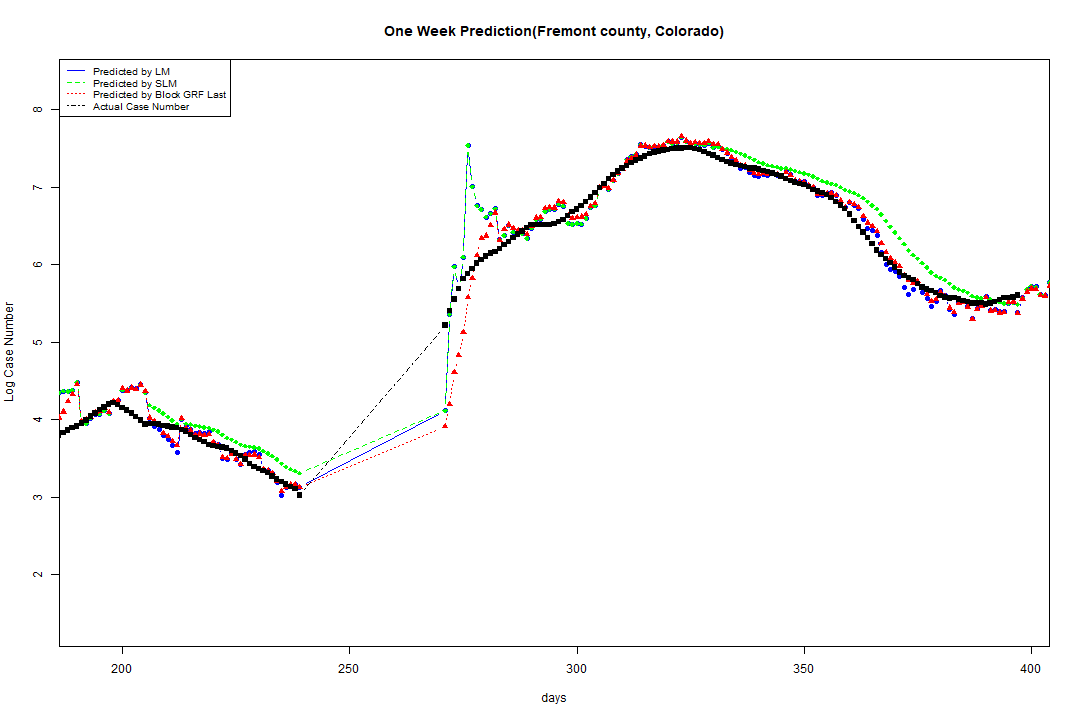 One Week Prediction(Fremont county, Colorado)
Predicted by LM
Predicted by SLM
Predicted by Block GRF Last
Actual Case Number
Log Case Number
8
7
6
5
4
3
2
200 250 300 350 400
days